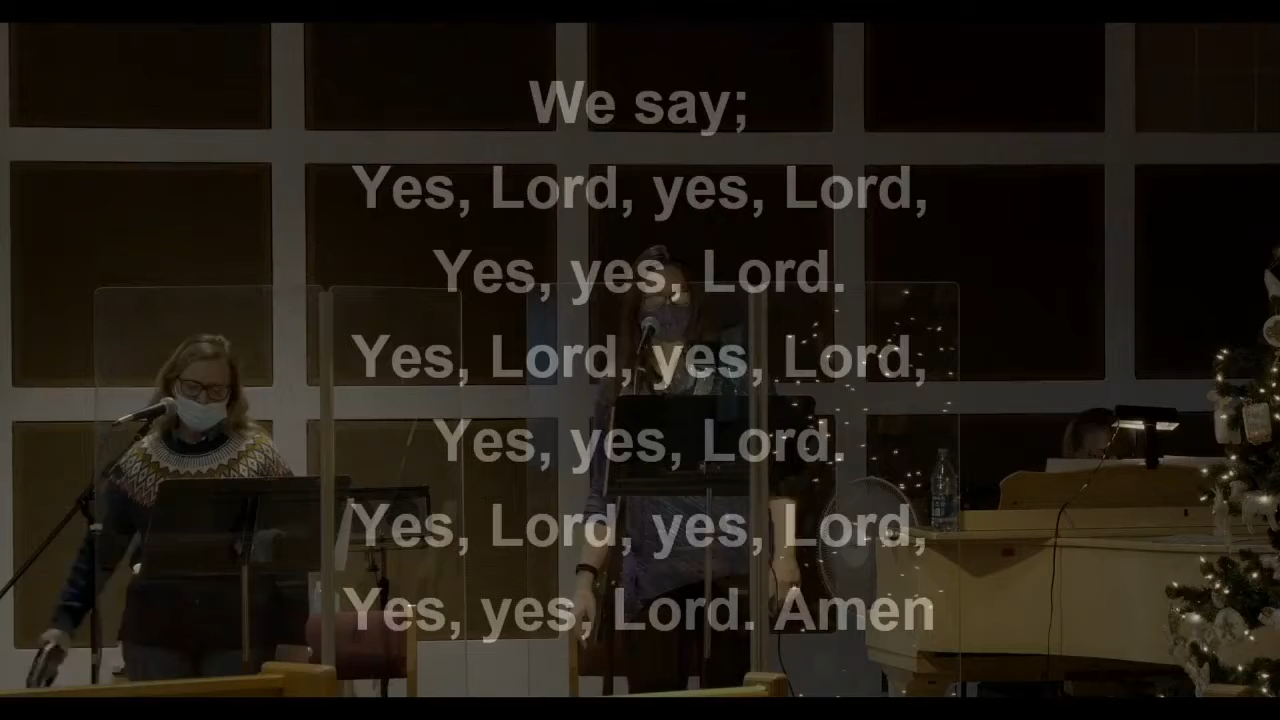 We say;
Yes, Lord, yes, Lord,
Yes, yes, Lord.
Yes, Lord, yes, Lord,
Yes, yes, Lord.
Yes, Lord, yes, Lord,
Yes, yes, Lord. Amen